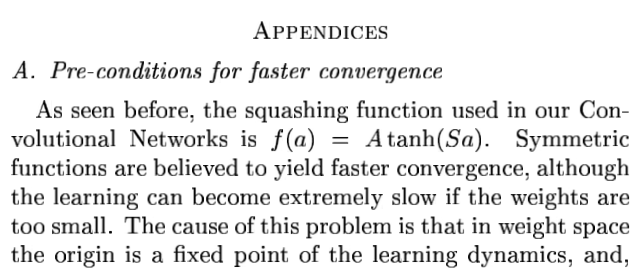 APPENDICES
A. Pre-conditions for faster convergence
As seen before, the squashing function used in our Con-
volutional Networks is f(a) = A tanh(Sa). Symmetric
functions are believed to yield faster convergence, although
the learning can become extremely slow if the weights are
too small. The cause of this problem is that in weight space
the origin is a fixed point of the learning dynamics, and,